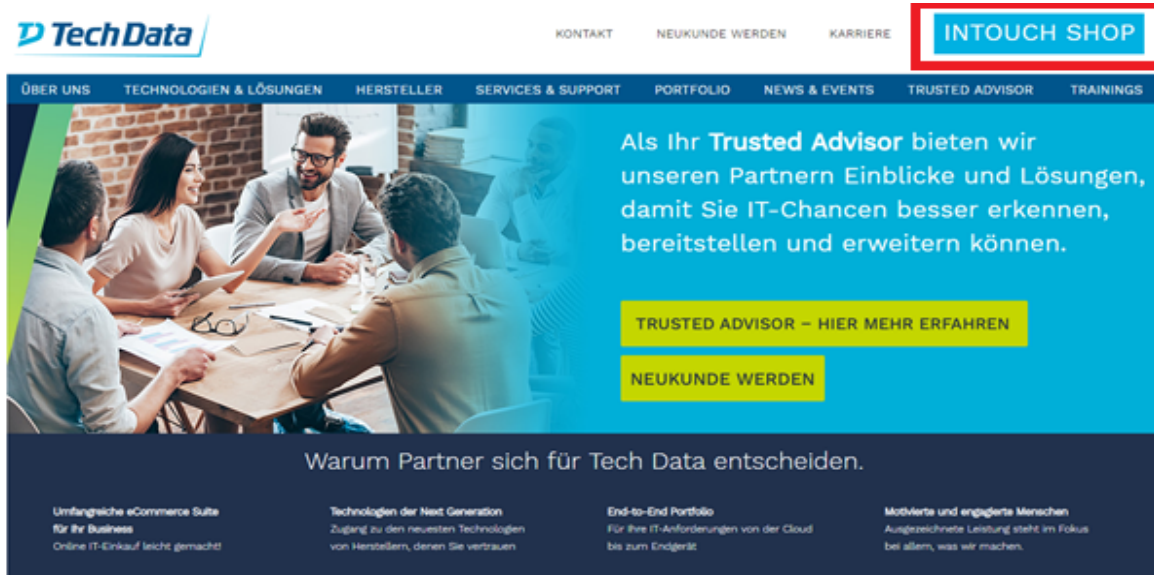 Tech Data
KONTAKT NEUKUNDE WERDEN KARRIERE INTOUCH SHOP
ÜBER UNS TECHNOLOGIEN & LÖSUNGEN HERSTELLER SERVICES & SUPPORT PORTFOLIO NEWS & EVENTS TRUSTED ADVISOR TRAININGS
Als Ihr Trusted Advisor bieten wir
unseren Partnern Einblicke und Lösungen,
damit Sie IT-Chancen besser erkennen,
bereitstellen und erweitern können.
TRUSTED ADVISOR – HIER MEHR ERFAHREN
NEUKUNDE WERDEN
Warum Partner sich für Tech Data entscheiden.
Umfangreiche eCommerce Suite
für Ihr Business
Online IT-Einkauf leicht gemacht!
Technologien der Next Generation
Zugang zu den neuesten Technologien
von Herstellern, denen Sie vertrauen
End-to-End Portfolio
Für Ihre IT-Anforderungen von der Cloud
bis zum Endgerät
Motivierte und engagierte Menschen
Ausgezeichnete Leistung steht im Fokus
bei allem, was wir machen.